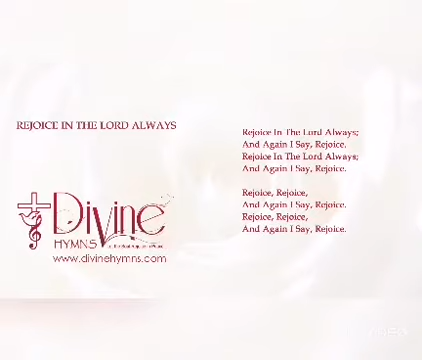 REJOICE IN THE LORD ALWAYS
Rejoice In The Lord Always;
And Again I Say, Rejoice.
Rejoice In The Lord Always;
And Again I Say, Rejoice.
Rejoice, Rejoice,
And Again I Say, Rejoice.
Rejoice, Rejoice,
And Again I Say, Rejoice.
Divine
HYMNS
www.divinehymns.com